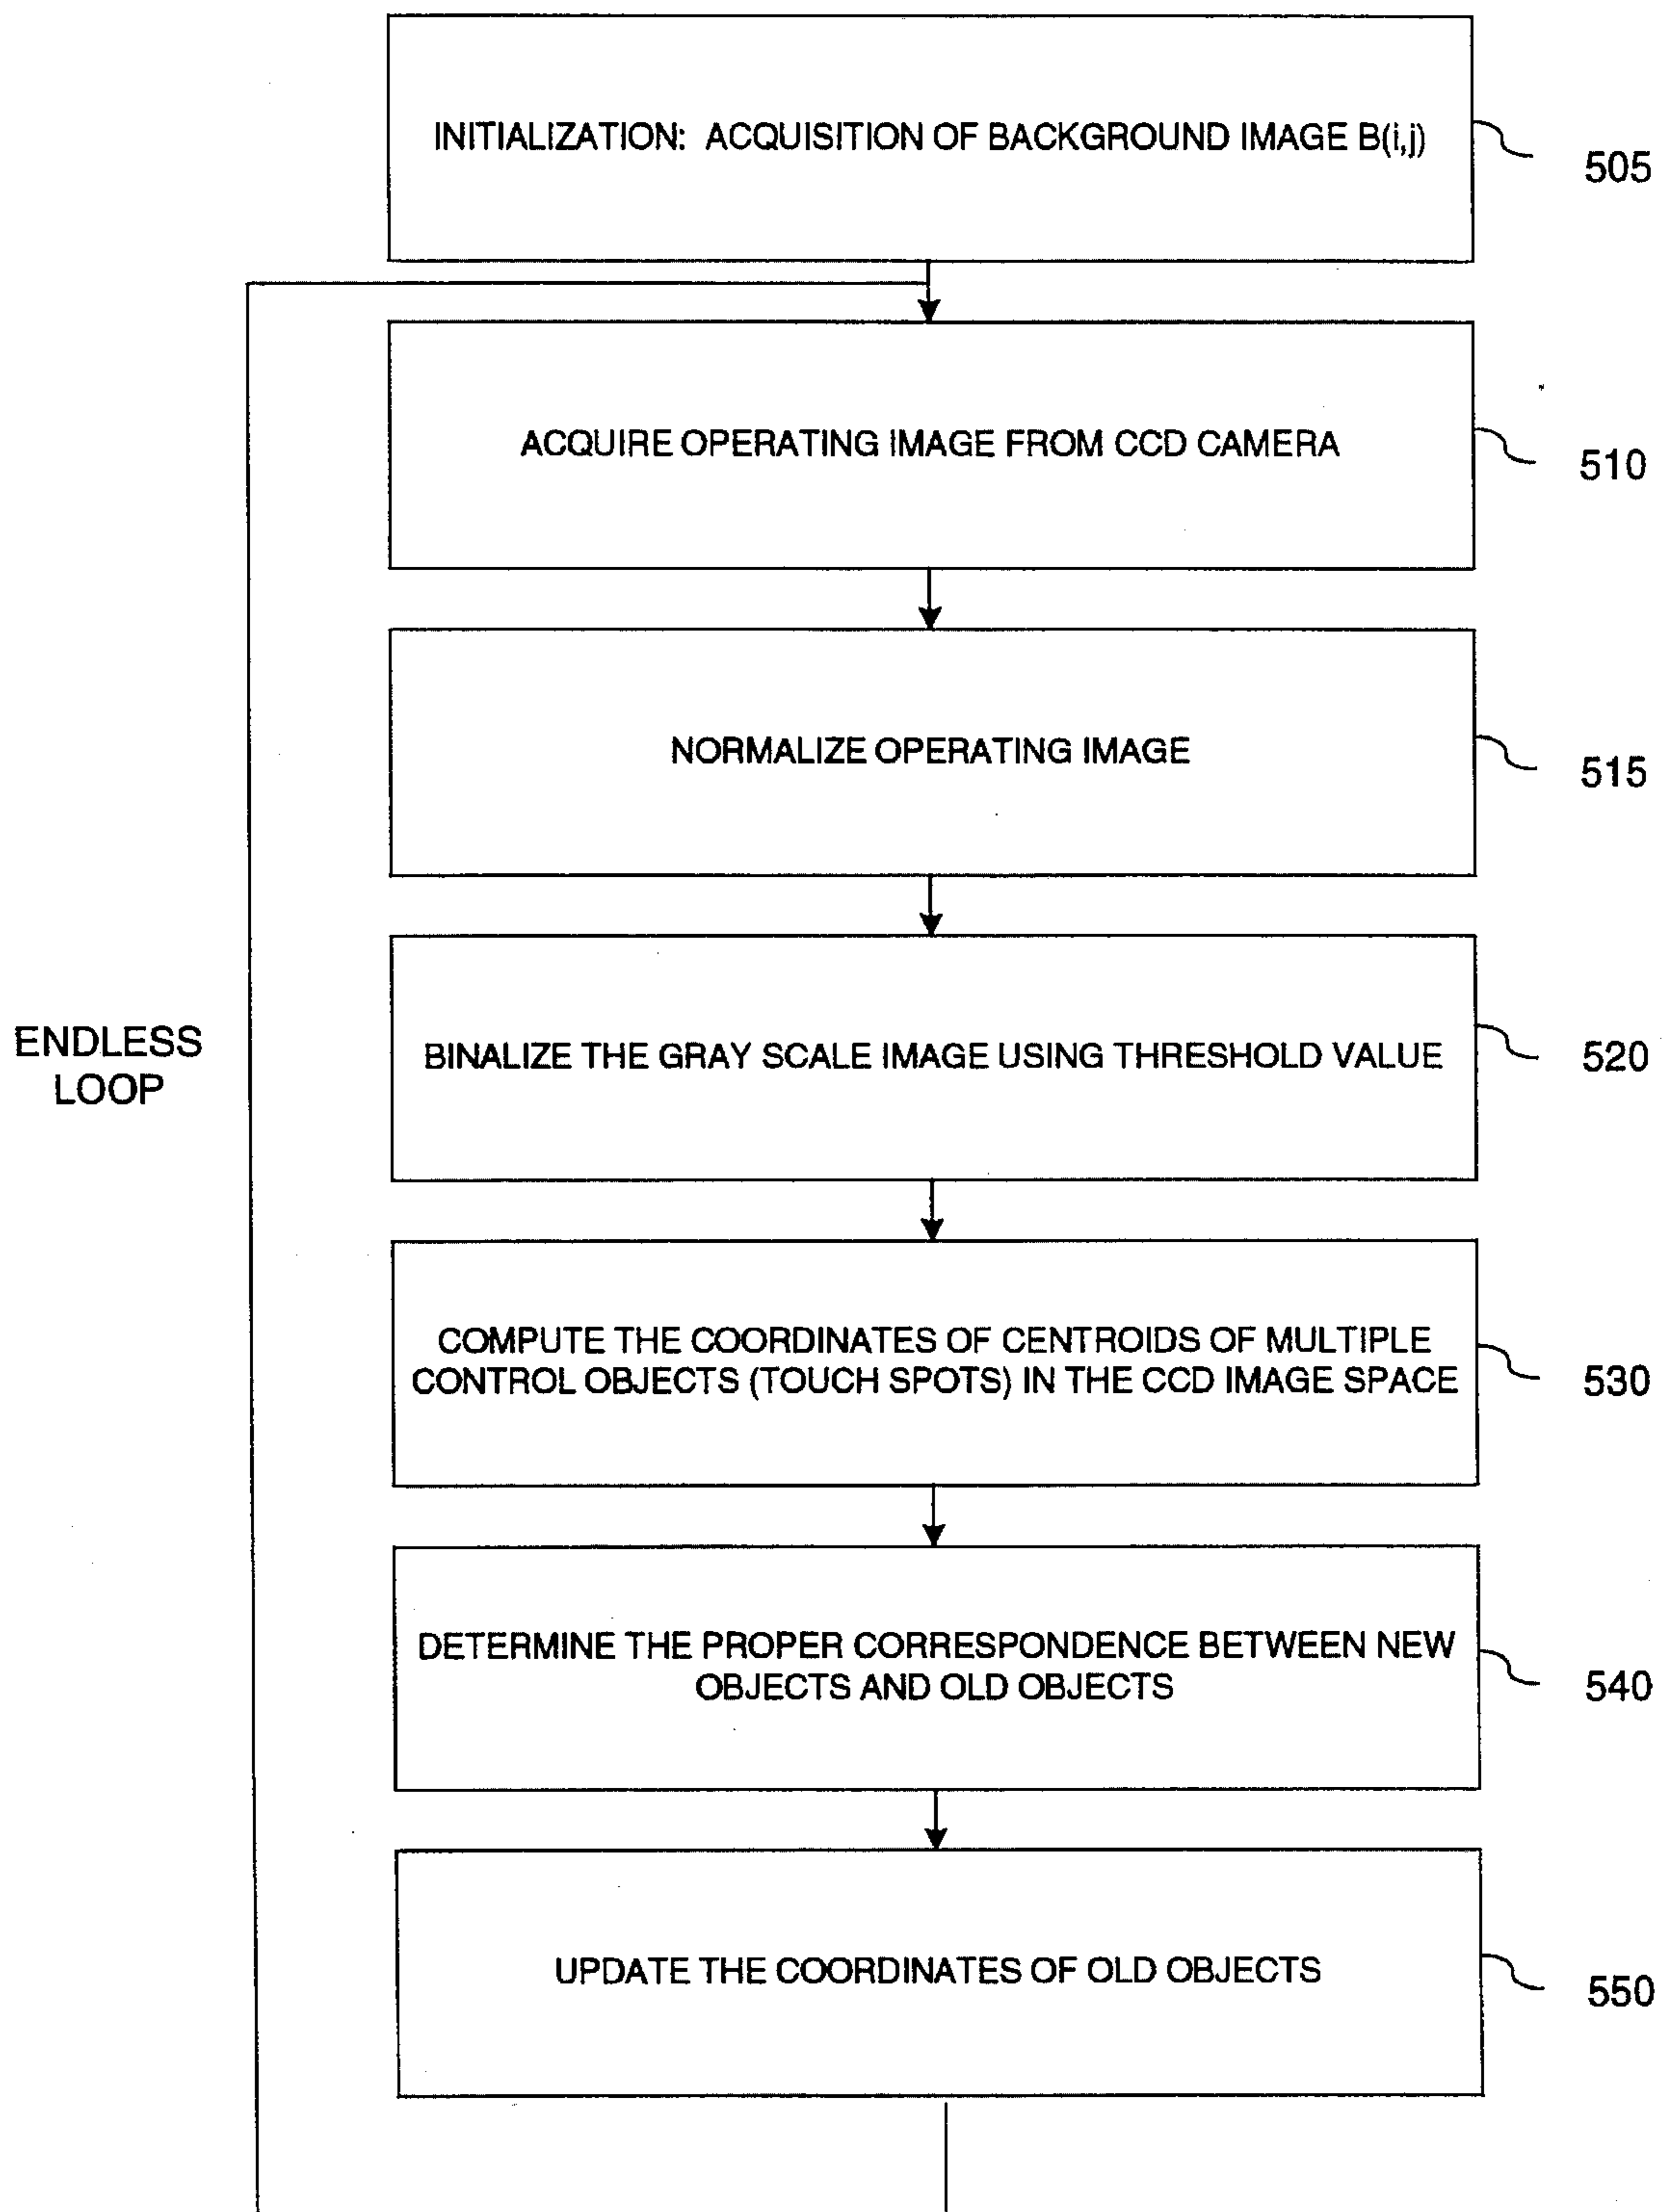 INITIALIZATION: ACQUISITION OF BACKGROUND IMAGE B(i,j)
505
ACQUIRE OPERATING IMAGE FROM CCD CAMERA
510
NORMALIZE OPERATING IMAGE
515
ENDLESS
LOOP
BINALIZE THE GRAY SCALE IMAGE USING THRESHOLD VALUE
520
COMPUTE THE COORDINATES OF CENTROIDS OF MULTIPLE
CONTROL OBJECTS (TOUCH SPOTS) IN THE CCD IMAGE SPACE
530
DETERMINE THE PROPER CORRESPONDENCE BETWEEN NEW
OBJECTS AND OLD OBJECTS
540
UPDATE THE COORDINATES OF OLD OBJECTS
550